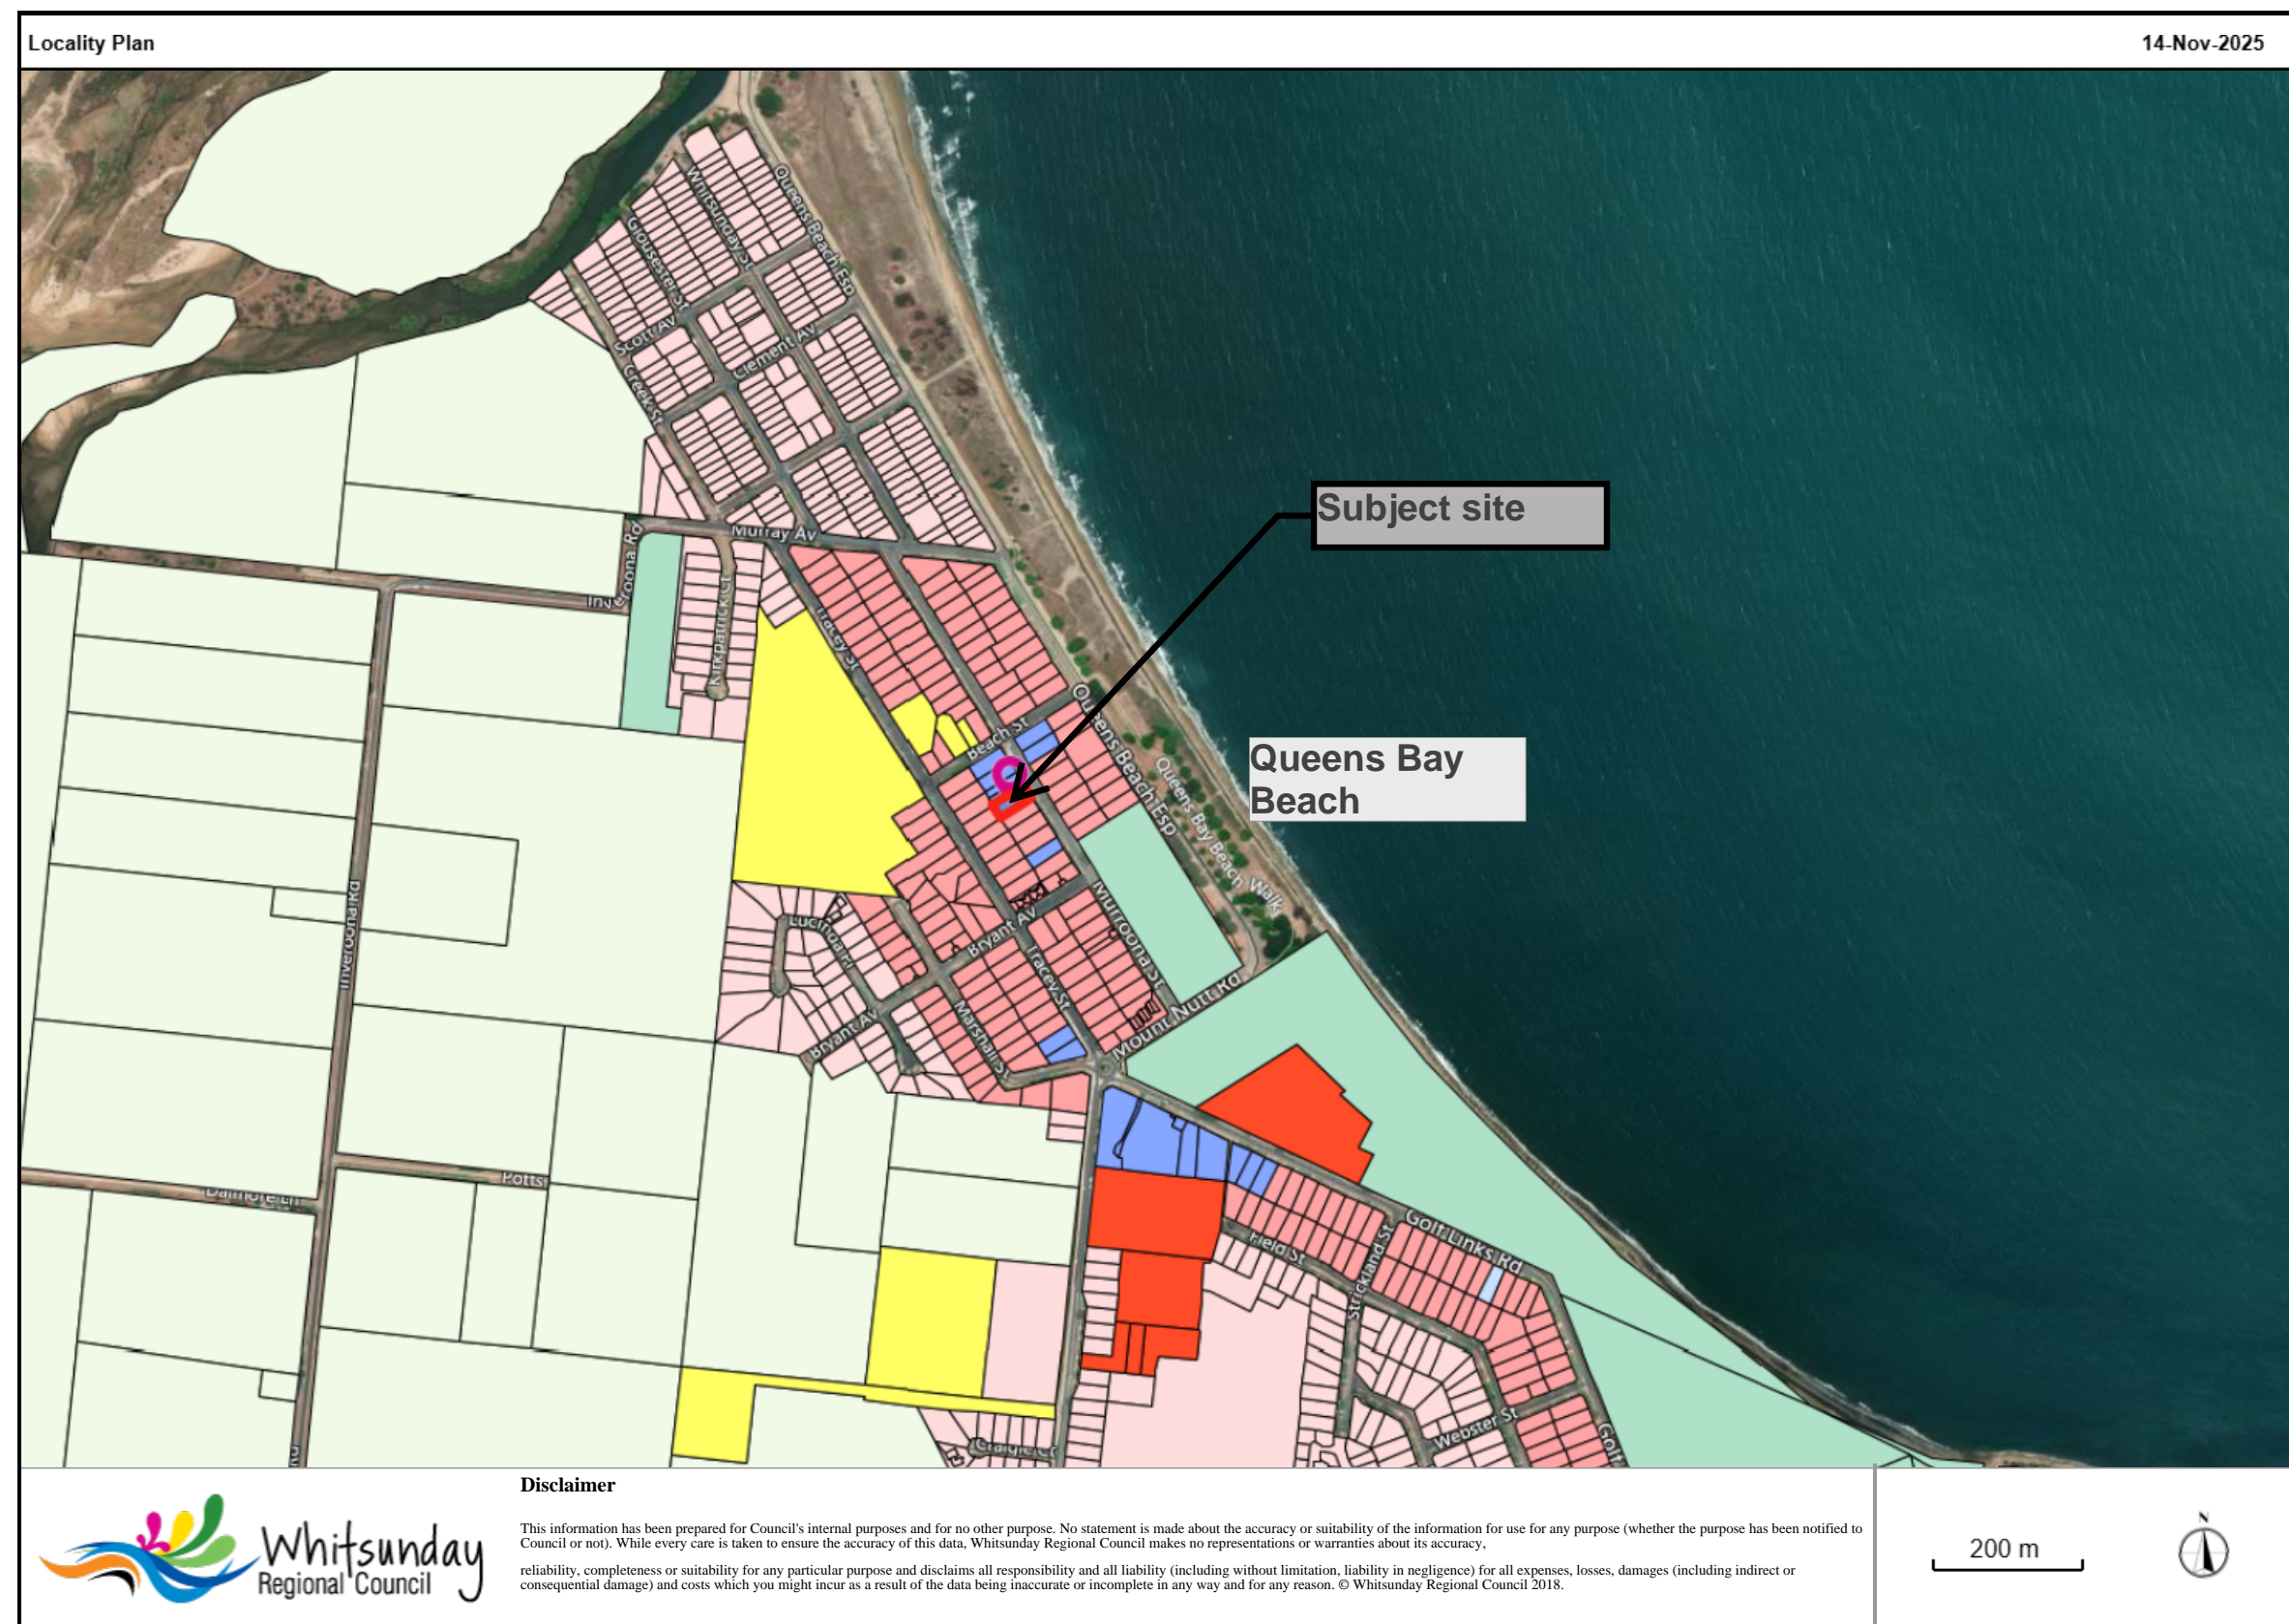 Locality Plan
14-Nov-2025
Whitsunday St
Queens Beach Esp
Gloucester St
Scott Av
Clement Av
Creek St
Subject site
Murray Av
Inveroona Rd
Kirkpatrick Ct
Tracey St
Queens Beach Esp
Beach St
Queens Bay
Beach
Queens Bay Beach Walk
Inveroona Rd
Lucinda Pl
Bryant Av
Murroona St
Tracey St
Marshall St
Bryant Av
Mount Nutt Rd
Potts
Dalmore Ln
Golf Links Rd
Field St
Strickland St
Webster St
Craigie Ct
Golf
Disclaimer
This information has been prepared for Council's internal purposes and for no other purpose. No statement is made about the accuracy or suitability of the information for use for any purpose (whether the purpose has been notified to
Council or not). While every care is taken to ensure the accuracy of this data, Whitsunday Regional Council makes no representations or warranties about its accuracy,
reliability, completeness or suitability for any particular purpose and disclaims all responsibility and all liability (including without limitation, liability in negligence) for all expenses, losses, damages (including indirect or
consequential damage) and costs which you might incur as a result of the data being inaccurate or incomplete in any way and for any reason. © Whitsunday Regional Council 2018.
Whitsunday
Regional Council
200 m
N